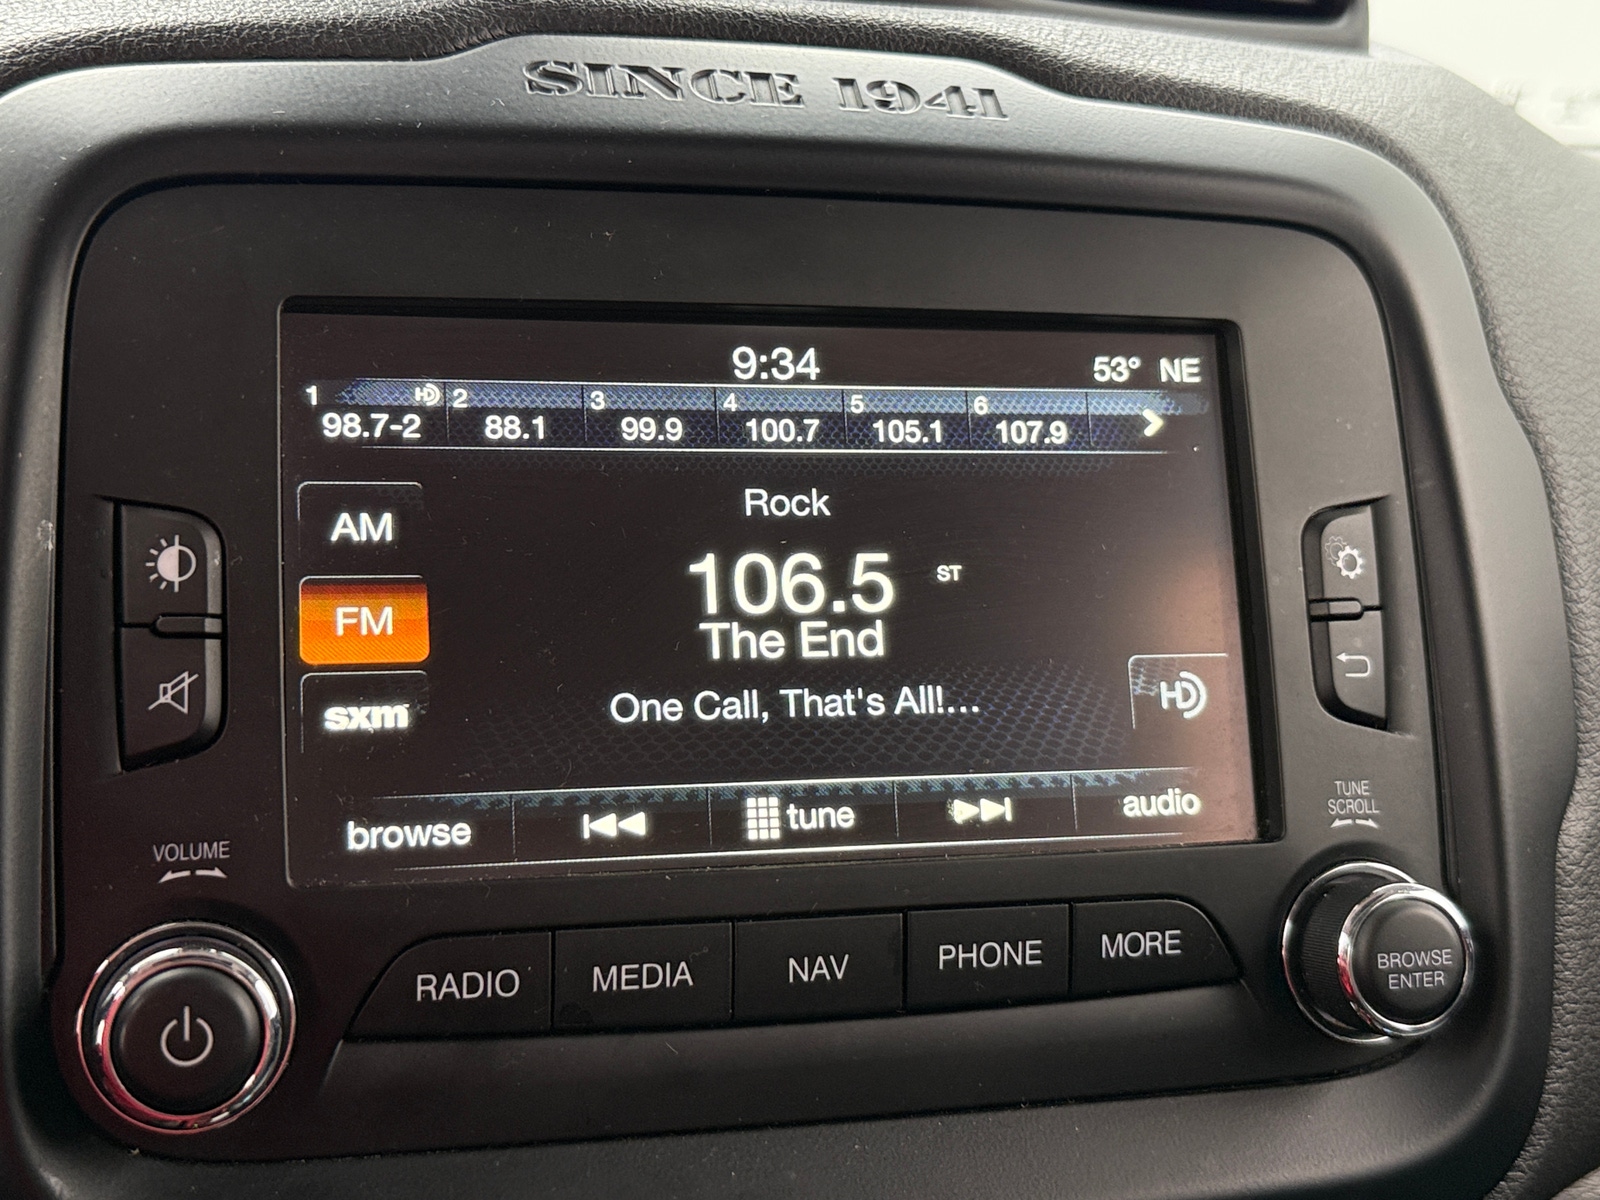 SINCE 1941
9:34
53° NE
1 HD 2 3 4 5 6
98.7-2 88.1 99.9 100.7 105.1 107.9
Rock
AM
106.5 ST
FM
The End
One Call, That's All!...
sxm
HD
browse tune audio
VOLUME
TUNE
SCROLL
RADIO MEDIA NAV PHONE MORE
BROWSE
ENTER